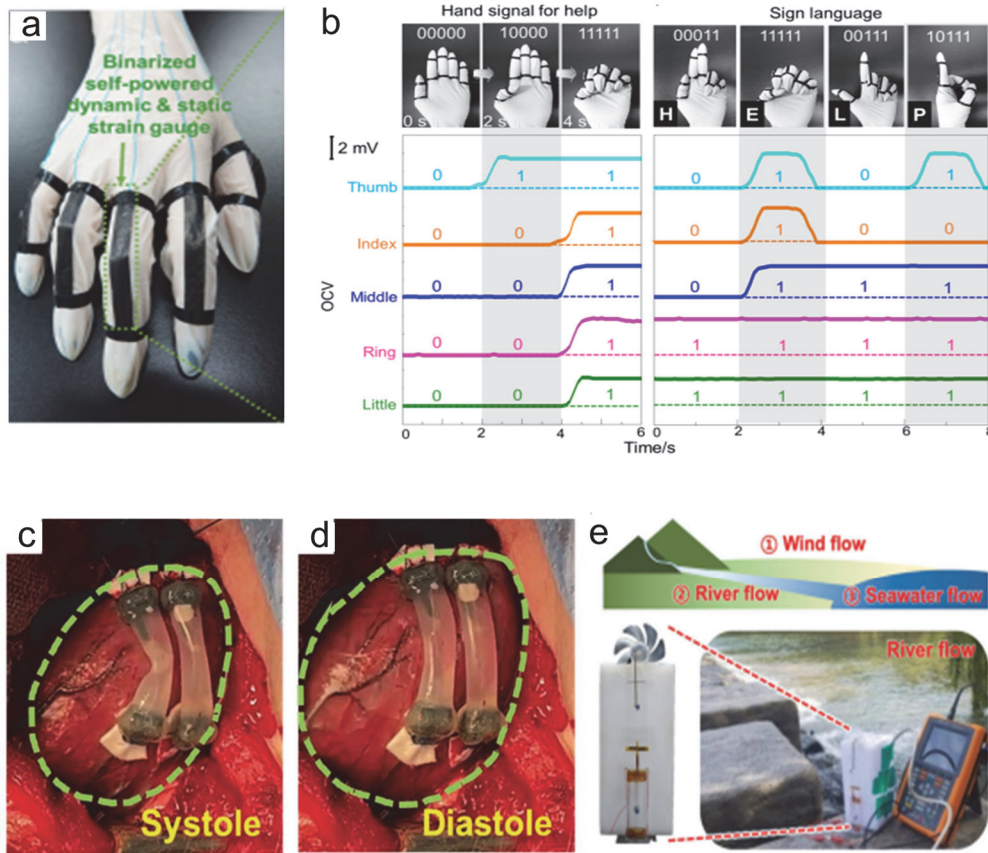 a
Binarized
self-powered
dynamic & static
strain gauge
b
Hand signal for help
Sign language
00000 10000 11111
00011 11111 00111 10111
0 s 2 s 4 s
H E L P
2 mV
OCV
Thumb 0 1 1 0 1 0 1
Index 0 0 1 0 1 0 0
Middle 0 0 1 0 1 1 1
Ring 0 0 1 1 1 1 1
Little 0 0 1 1 1 1 1
0 2 4 6 0 2 4 6 8
Time/s
c
Systole
d
Diastole
e
① Wind flow
② River flow
③ Seawater flow
River flow